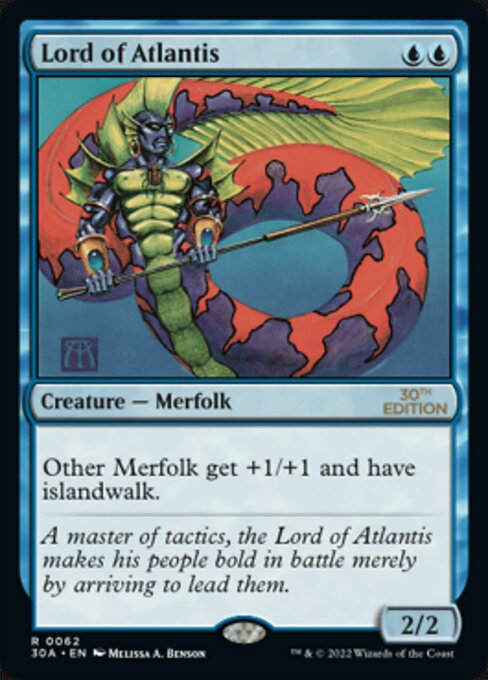 Lord of Atlantis
Creature — Merfolk
30TH
EDITION
Other Merfolk get +1/+1 and have
islandwalk.
A master of tactics, the Lord of Atlantis
makes his people bold in battle merely
by arriving to lead them.
2/2
R 0062
30A • EN Melissa A. Benson
™ & © 2022 Wizards of the Coast